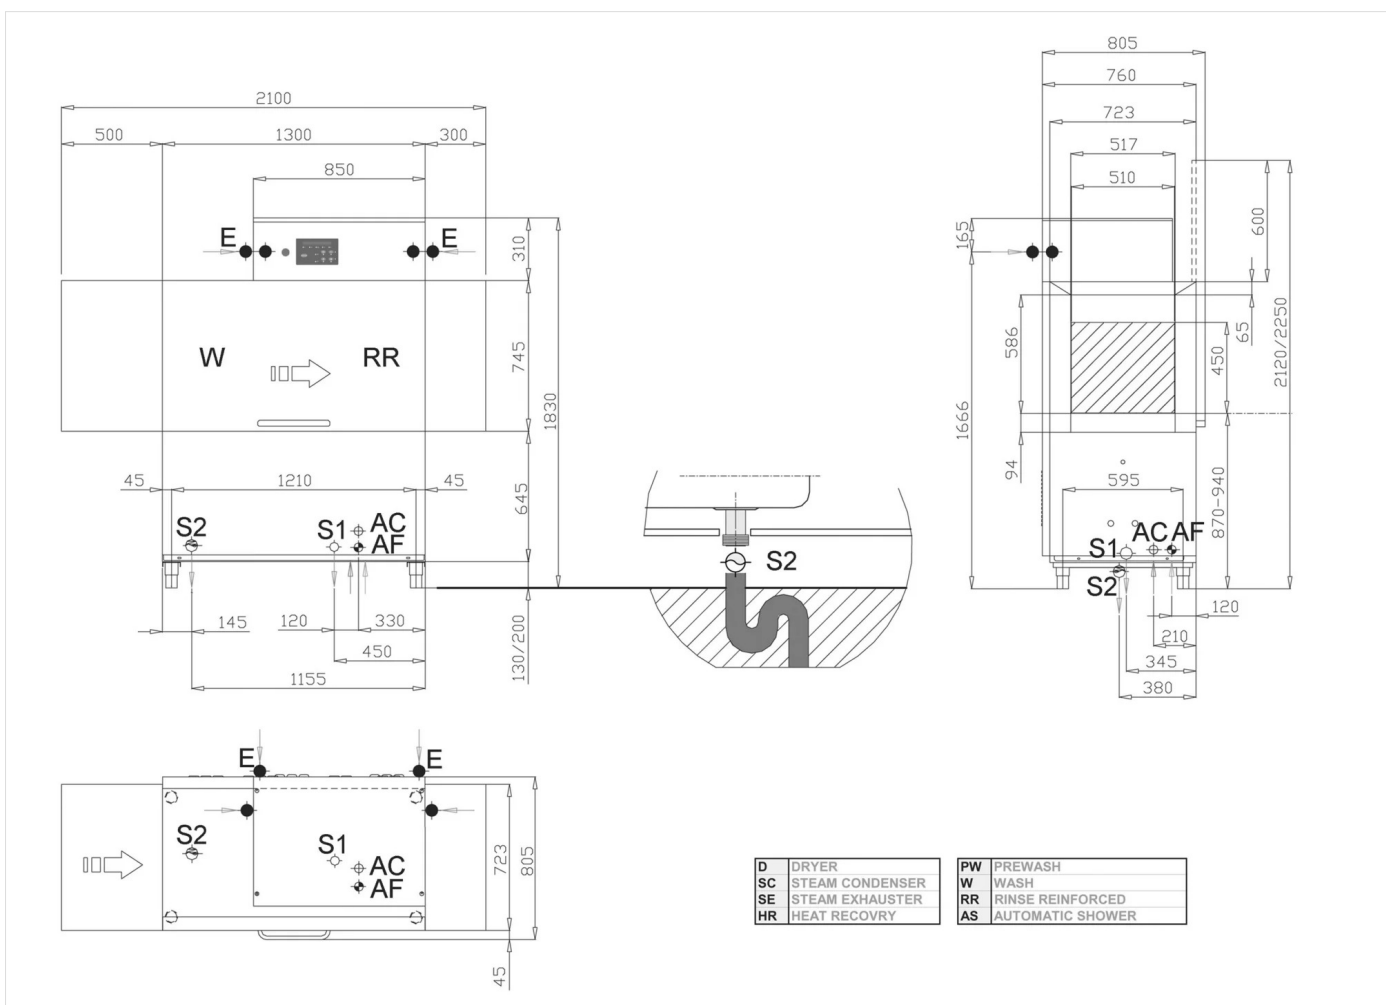 2100
500
1300
300
850
E
E
310
W
RR
745
1830
45
1210
45
645
S2
S1
AC
AF
145
120
330
450
1155
130/200
S2
805
760
723
517
510
165
600
65
586
450
2120/2250
1666
94
595
870-940
AC
AF
S1
S2
120
210
345
380
E
E
S2
S1
AC
AF
723
805
45
D DRYER
SC STEAM CONDENSER
SE STEAM EXHAUSTER
HR HEAT RECOVRY
PW PREWASH
W WASH
RR RINSE REINFORCED
AS AUTOMATIC SHOWER